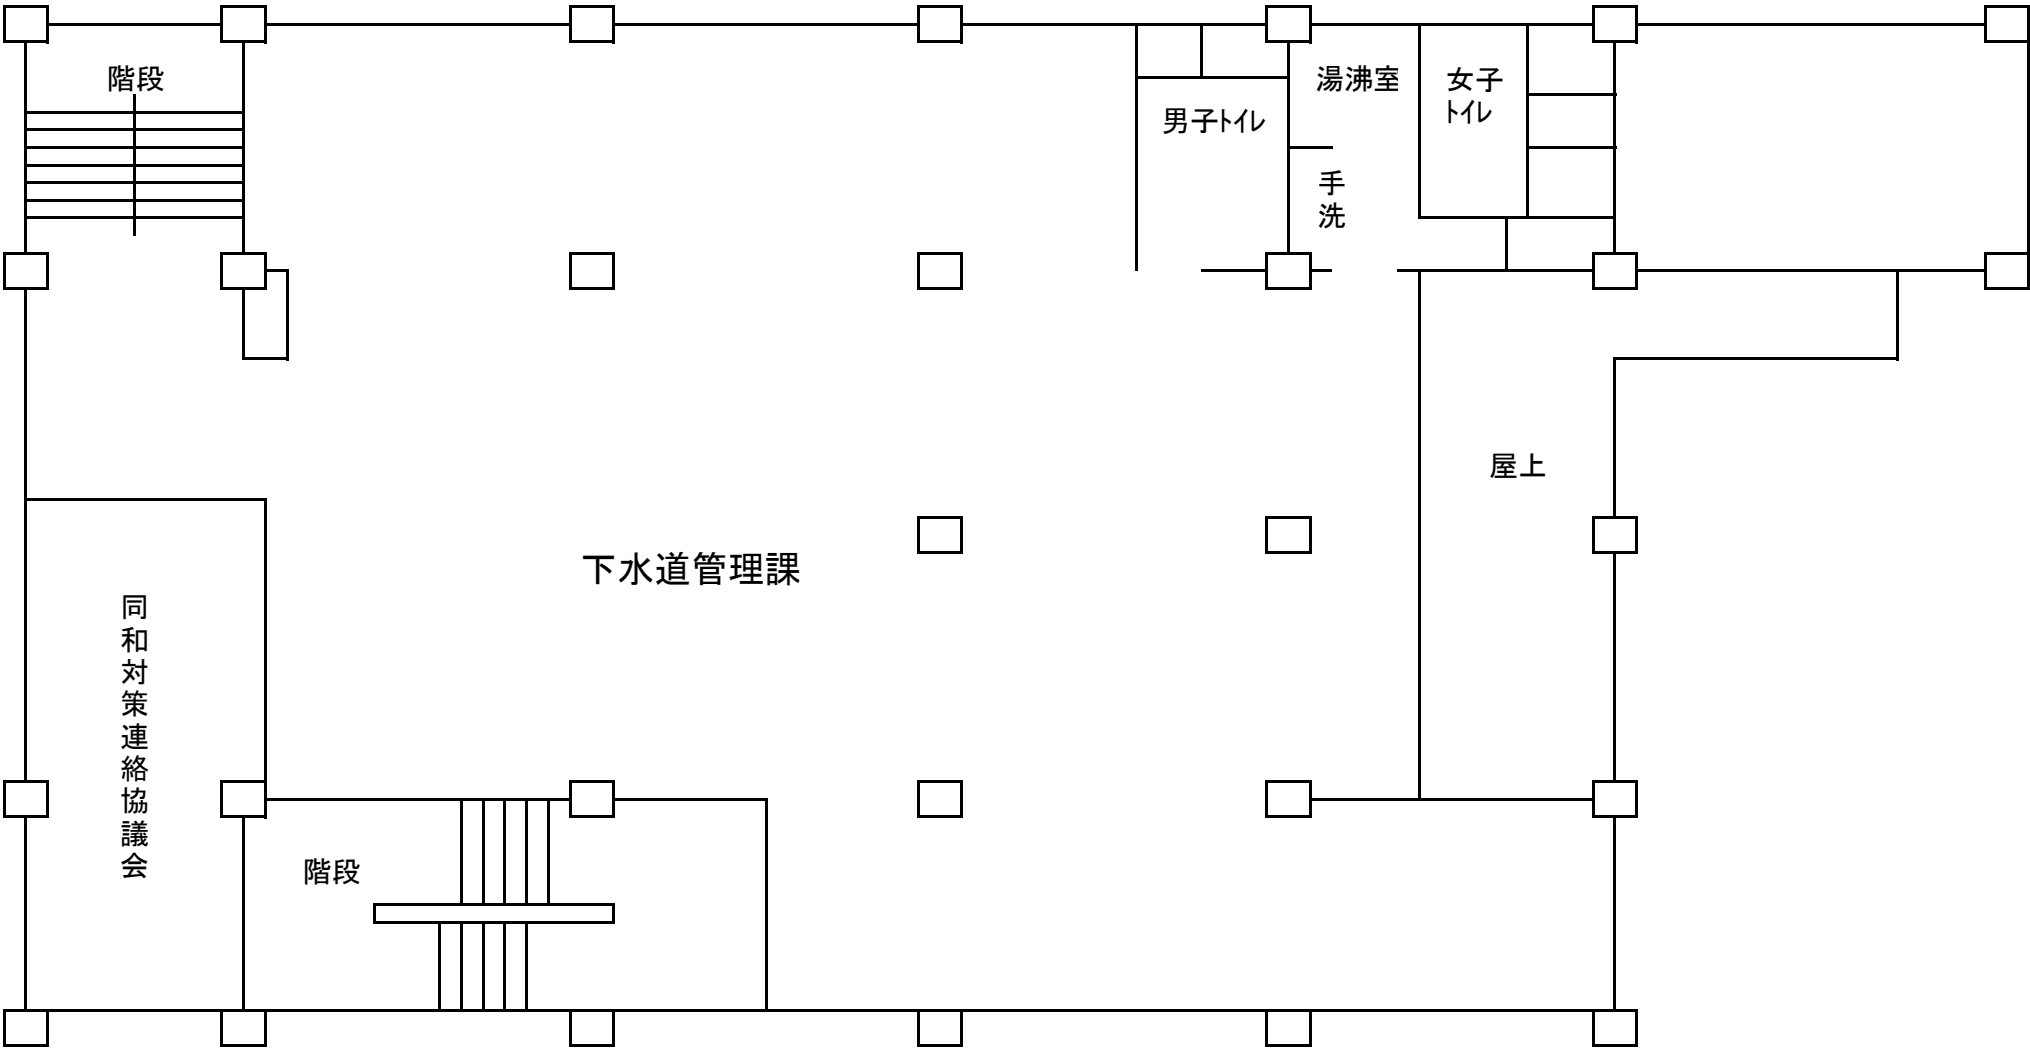 階段
湯沸室
女子
トイレ
男子トイレ
手洗
屋上
下水道管理課
同和対策連絡協議会
階段